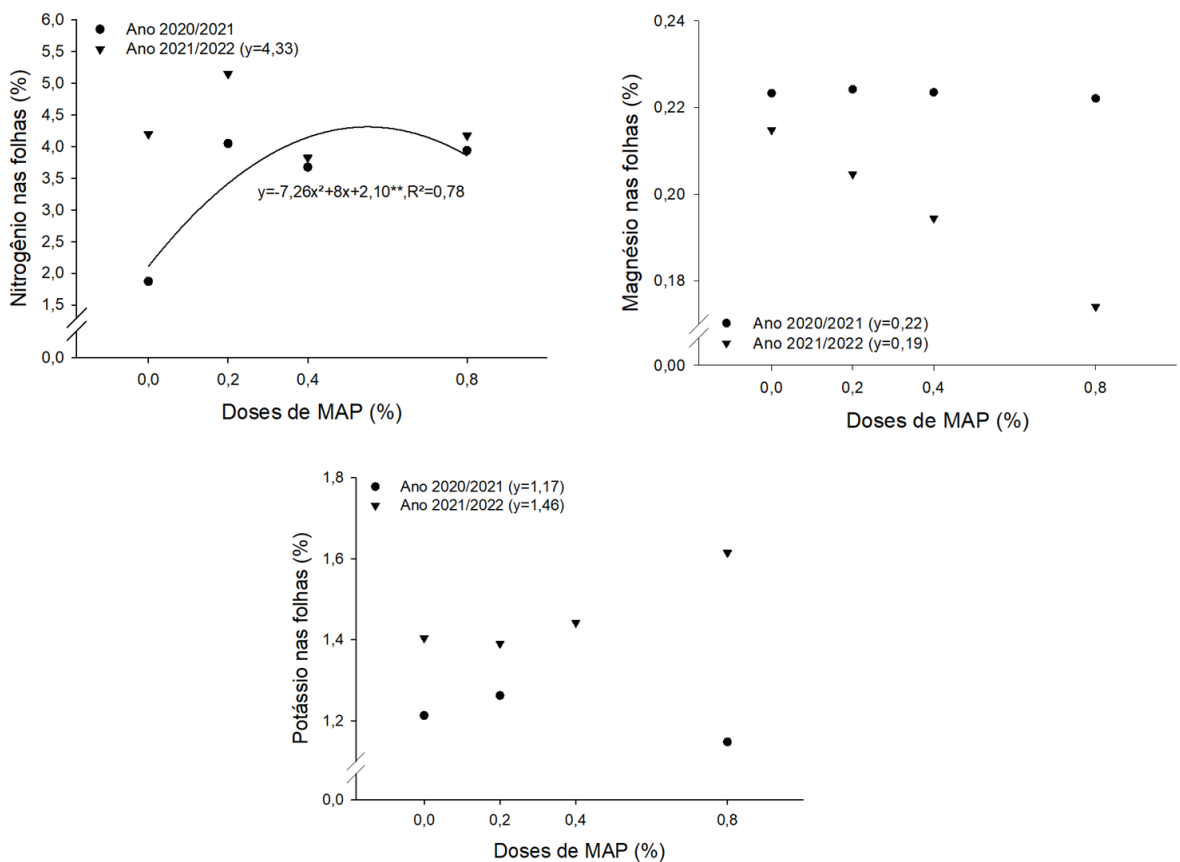 Nitrogênio nas folhas (%)
6,0
5,5
5,0
4,5
4,0
3,5
3,0
2,5
2,0
1,5
0,0
Ano 2020/2021
Ano 2021/2022 (y=4,33)
y=-7,26x²+8x+2,10**,R²=0,78
0,0 0,2 0,4 0,8
Doses de MAP (%)
Magnésio nas folhas (%)
0,24
0,22
0,20
0,18
0,00
Ano 2020/2021 (y=0,22)
Ano 2021/2022 (y=0,19)
0,0 0,2 0,4 0,8
Doses de MAP (%)
Potássio nas folhas (%)
1,8
1,6
1,4
1,2
0,0
Ano 2020/2021 (y=1,17)
Ano 2021/2022 (y=1,46)
0,0 0,2 0,4 0,8
Doses de MAP (%)